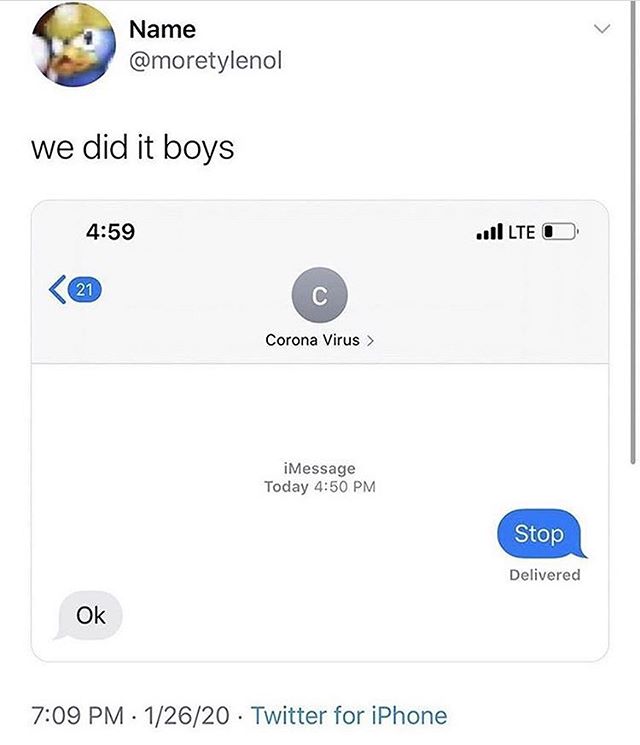 Name
@moretylenol
we did it boys
4:59 LTE
21
C
Corona Virus >
iMessage
Today 4:50 PM
Stop
Delivered
Ok
7:09 PM · 1/26/20 · Twitter for iPhone